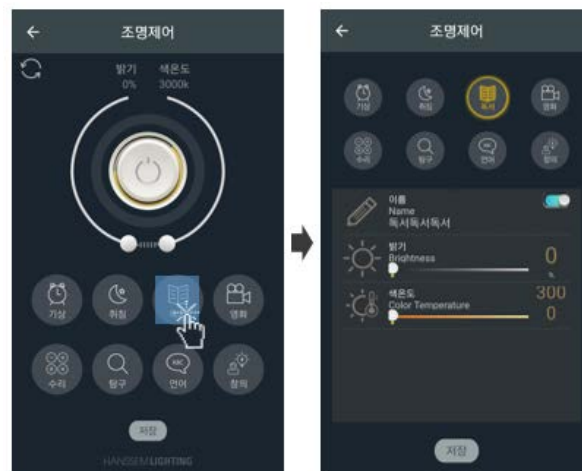 조명제어
밝기 색온도
0% 3000k
기상 취침 영화
수리 탐구 언어 창의
저장
HANSSEM LIGHTING
조명제어
기상 취침 독서 영화
수리 탐구 언어 창의
이름
Name
독서독서독서
밝기
Brightness
0
%
색온도
Color Temperature
300
0
저장